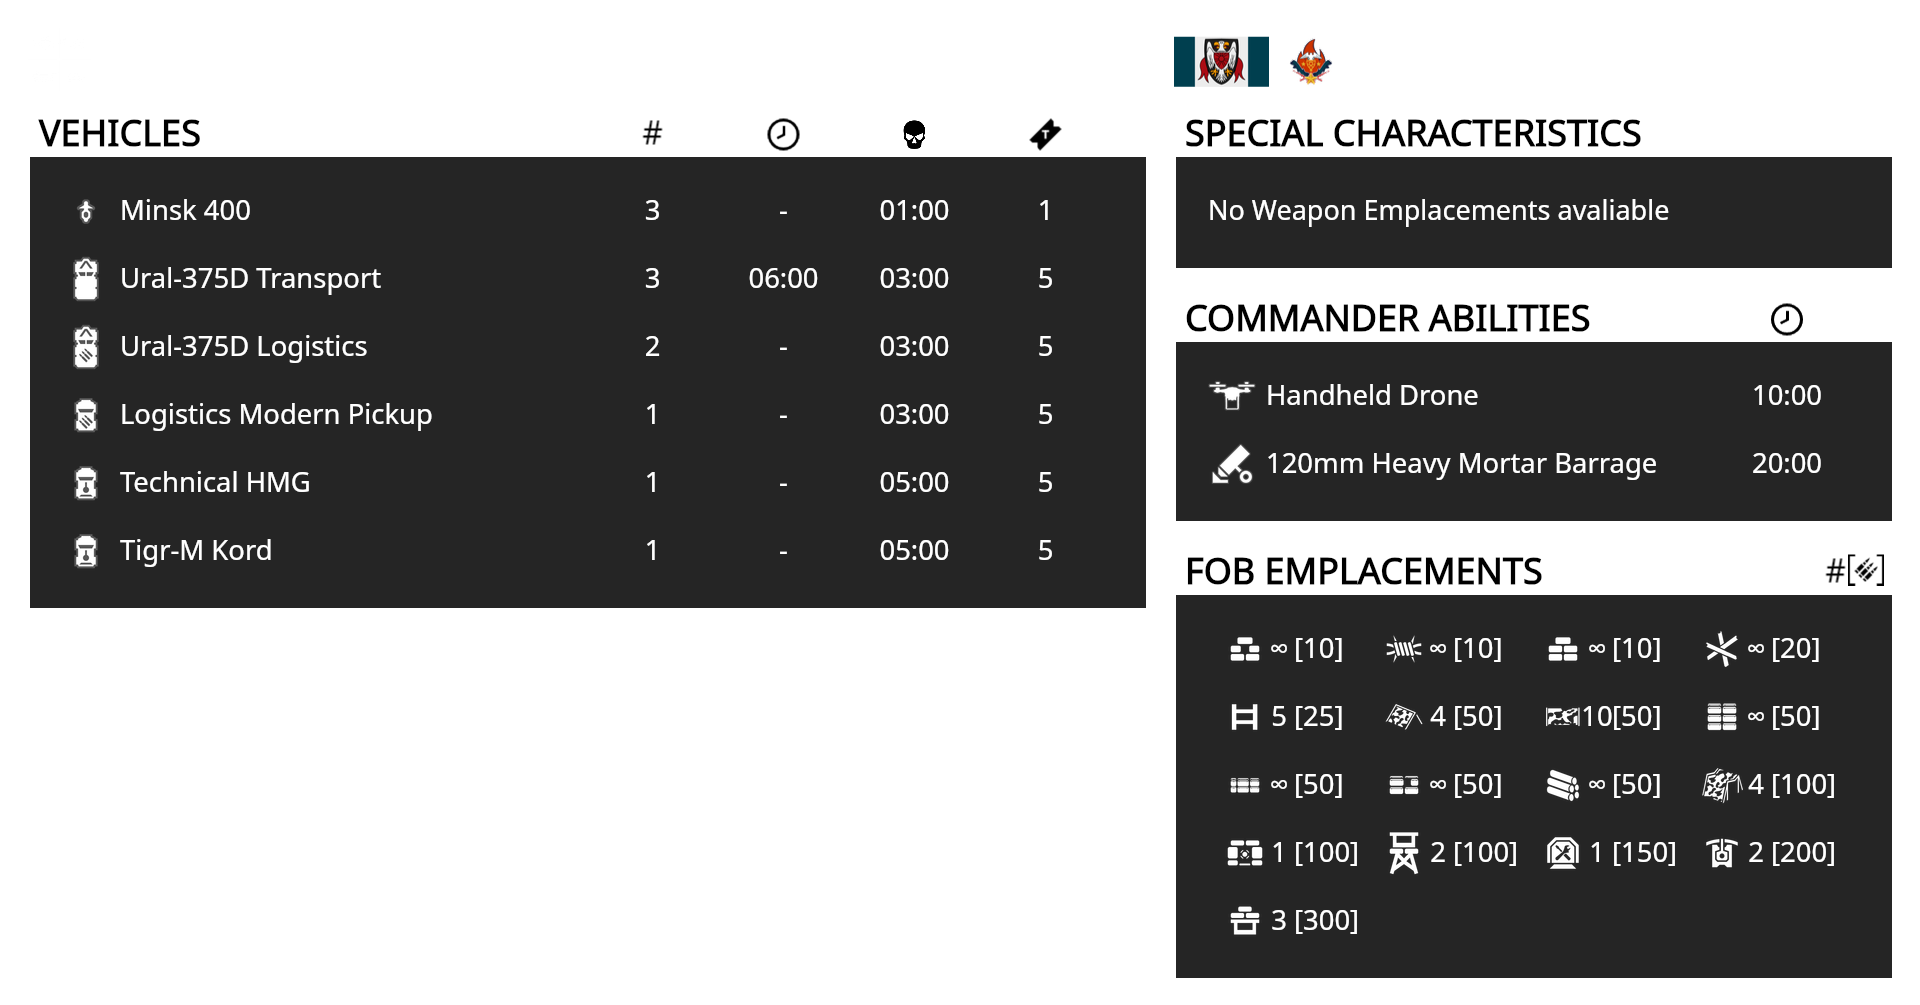 VEHICLES #
Minsk 400 3 - 01:00 1
Ural-375D Transport 3 06:00 03:00 5
Ural-375D Logistics 2 - 03:00 5
Logistics Modern Pickup 1 - 03:00 5
Technical HMG 1 - 05:00 5
Tigr-M Kord 1 - 05:00 5
SPECIAL CHARACTERISTICS
No Weapon Emplacements avaliable
COMMANDER ABILITIES
Handheld Drone 10:00
120mm Heavy Mortar Barrage 20:00
FOB EMPLACEMENTS #[]
∞ [10] ∞ [10] ∞ [10] ∞ [20]
5 [25] 4 [50] 10[50] ∞ [50]
∞ [50] ∞ [50] ∞ [50] 4 [100]
1 [100] 2 [100] 1 [150] 2 [200]
3 [300]